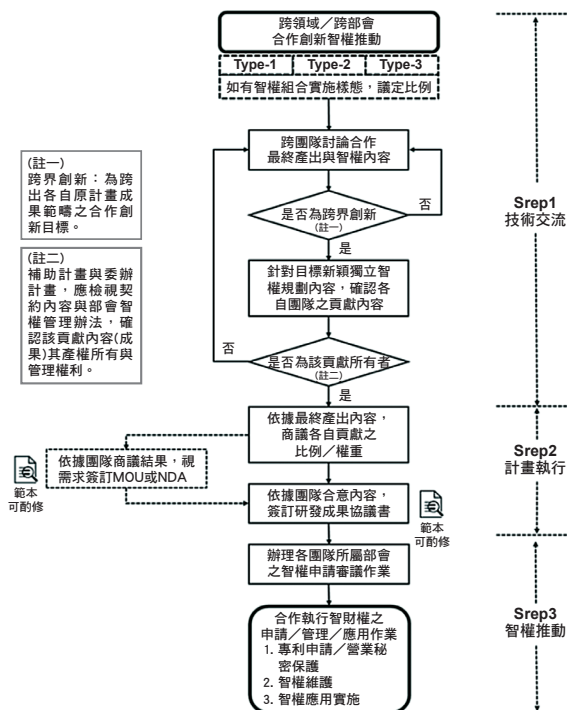 跨領域／跨部會
合作創新智權推動
Type-1 Type-2 Type-3
如有智權組合實施樣態，議定比例
跨團隊討論合作
最終產出與智權內容
否
是否為跨界創新
(註一)
是
針對目標新穎獨立智
權規劃內容，確認各
自團隊之貢獻內容
否
是否為該貢獻所有者
(註二)
是
依據最終產出內容，
商議各自貢獻之
比例／權重
依據團隊商議結果，視
需求簽訂MOU或NDA
範本
可酌修
依據團隊合意內容，
簽訂研發成果協議書
範本
可酌修
辦理各團隊所屬部會
之智權申請審議作業
合作執行智財權之
申請／管理／應用作業
1. 專利申請／營業秘
密保護
2. 智權維護
3. 智權應用實施
(註一)
跨界創新：為跨
出各自原計畫成
果範疇之合作創
新目標。
(註二)
補助計畫與委辦
計畫，應檢視契
約內容與部會智
權管理辦法，確
認該貢獻內容(成
果)其產權所有與
管理權利。
Srep1
技術交流
Srep2
計畫執行
Srep3
智權推動